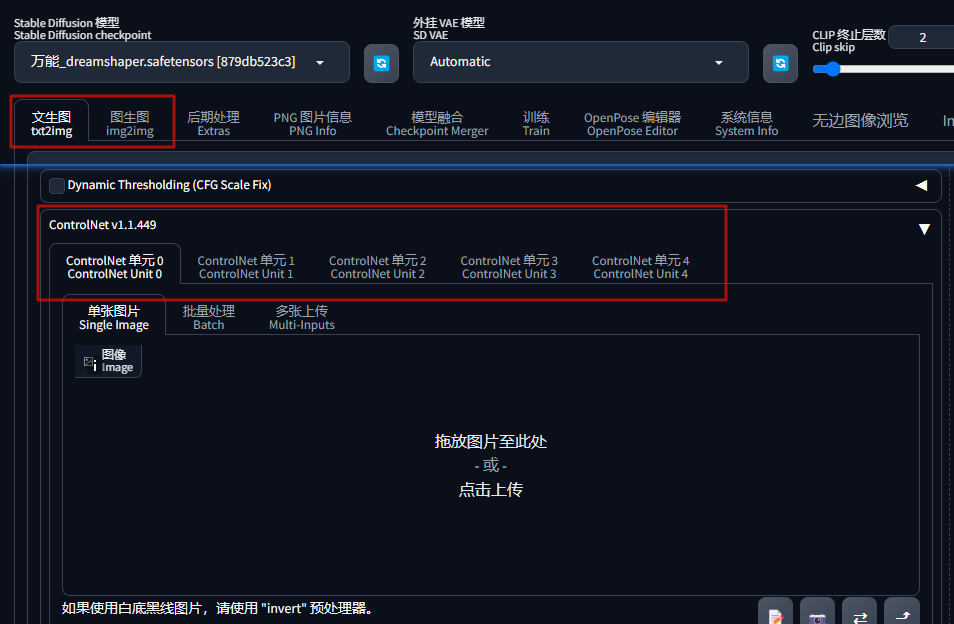 Stable Diffusion 模型
Stable Diffusion checkpoint
万能_dreamshaper.safetensors [879db523c3]
外挂 VAE 模型
SD VAE
Automatic
CLIP 终止层数
Clip skip
2
文生图
txt2img
图生图
img2img
后期处理
Extras
PNG 图片信息
PNG Info
模型融合
Checkpoint Merger
训练
Train
OpenPose 编辑器
OpenPose Editor
系统信息
System Info
无边图像浏览
In
Dynamic Thresholding (CFG Scale Fix)
ControlNet v1.1.449
ControlNet 单元 0
ControlNet Unit 0
ControlNet 单元 1
ControlNet Unit 1
ControlNet 单元 2
ControlNet Unit 2
ControlNet 单元 3
ControlNet Unit 3
ControlNet 单元 4
ControlNet Unit 4
单张图片
Single Image
批量处理
Batch
多张上传
Multi-Inputs
图像
Image
拖放图片至此处
- 或 -
点击上传
如果使用白底黑线图片，请使用 "invert" 预处理器。